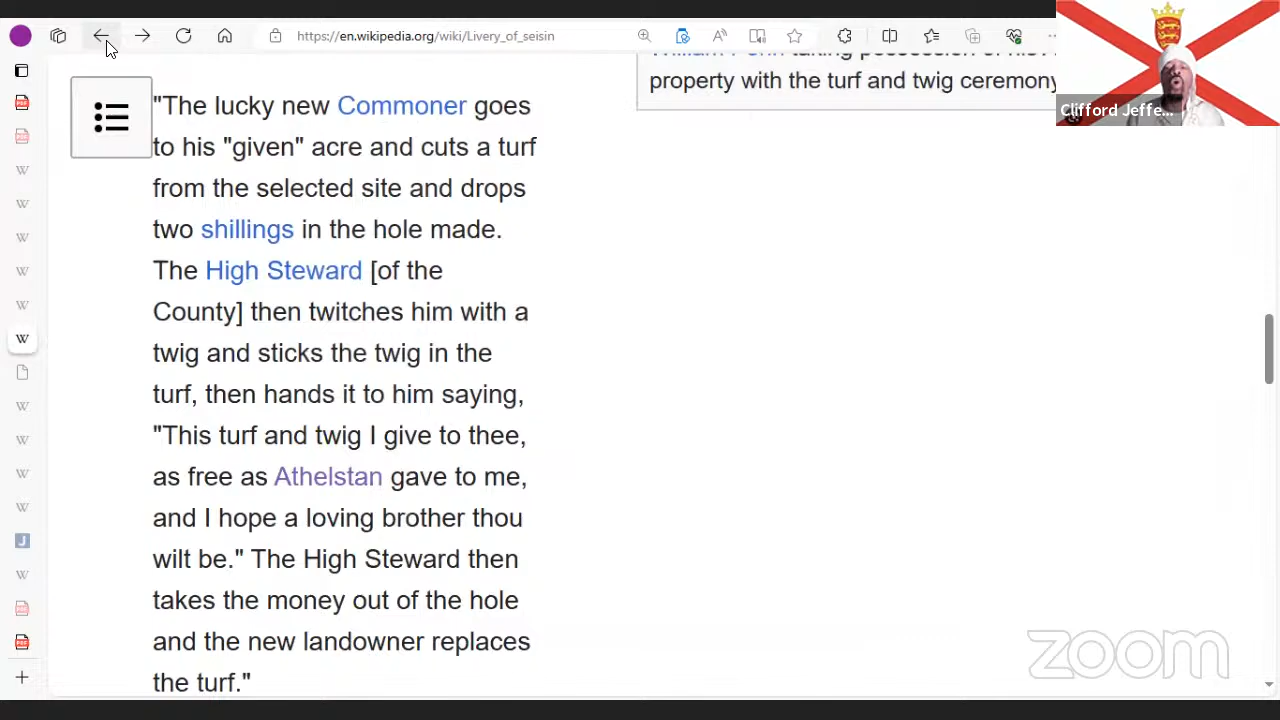 https://en.wikipedia.org/wiki/Livery_of_seisin
property with the turf and twig ceremony
Clifford Jeffe...
"The lucky new Commoner goes
to his "given" acre and cuts a turf
from the selected site and drops
two shillings in the hole made.
The High Steward [of the
County] then twitches him with a
twig and sticks the twig in the
turf, then hands it to him saying,
"This turf and twig I give to thee,
as free as Athelstan gave to me,
and I hope a loving brother thou
wilt be." The High Steward then
takes the money out of the hole
and the new landowner replaces
the turf."
zoom